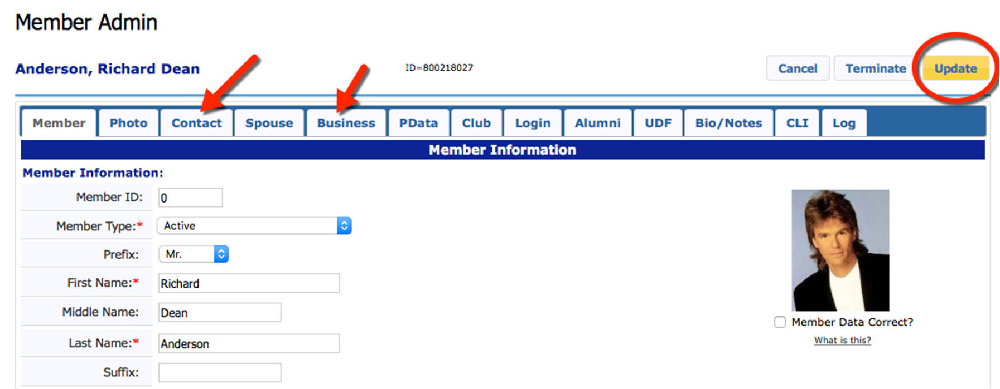 Member Admin
Anderson, Richard Dean
ID=800218027
Cancel
Terminate
Update
Member Photo Contact Spouse Business PData Club Login Alumni UDF Bio/Notes CLI Log
Member Information
Member Information:
Member ID: 0
Member Type:* Active
Prefix: Mr.
First Name:* Richard
Middle Name: Dean
Last Name:* Anderson
Suffix:
Member Data Correct?
What is this?